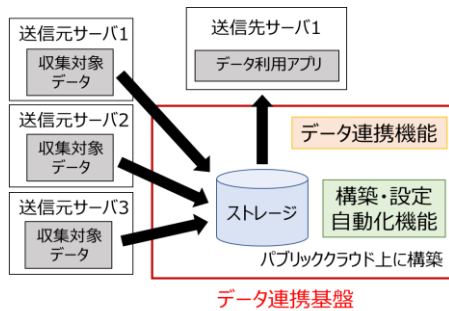 送信元サーバ1
収集対象
データ
送信元サーバ2
収集対象
データ
送信元サーバ3
収集対象
データ
送信先サーバ1
データ利用アプリ
データ連携機能
ストレージ
構築・設定
自動化機能
パブリッククラウド上に構築
データ連携基盤